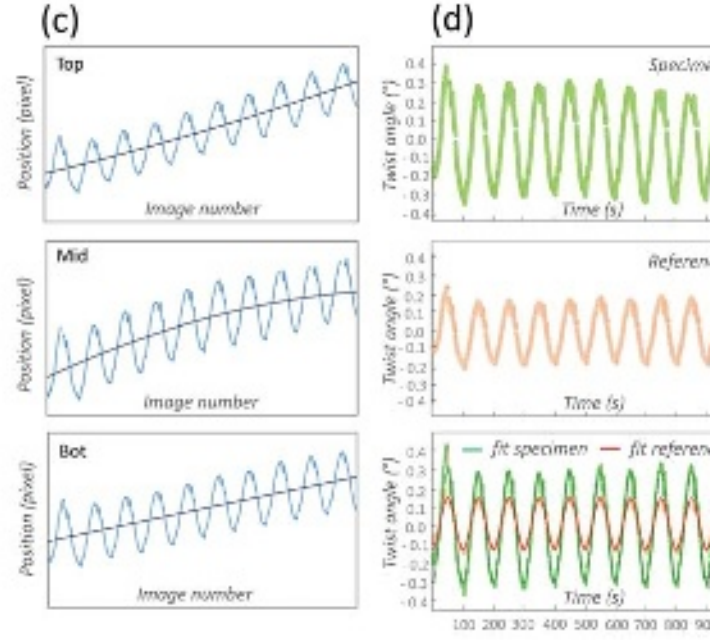 (c)
Top
Position (pixel)
Image number
Mid
Position (pixel)
Image number
Bot
Position (pixel)
Image number
(d)
Specime
Twist angle (°)
0.4
0.3
0.2
0.1
0.0
-0.1
-0.2
-0.3
-0.4
Time (s)
Referenc
Twist angle (°)
0.4
0.3
0.2
0.1
0.0
-0.1
-0.2
-0.3
-0.4
Time (s)
fit specimen fit referenc
Twist angle (°)
0.4
0.3
0.2
0.1
0.0
-0.1
-0.2
-0.3
-0.4
Time (s)
100 200 300 400 500 600 700 800 90